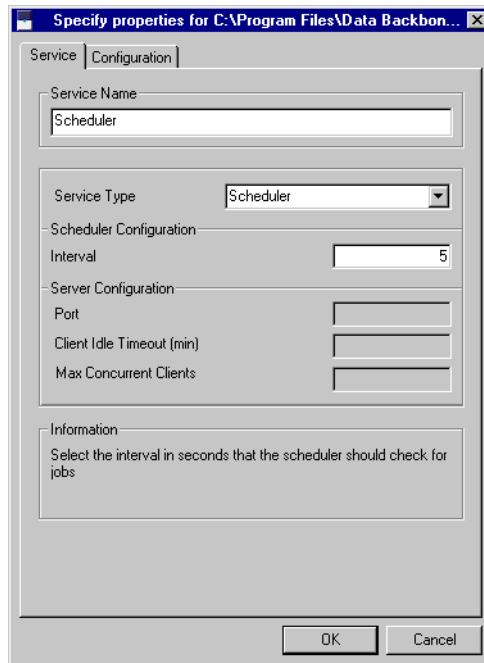 Specify properties for C:\Program Files\Data Backbon...
Service
Configuration
Service Name
Scheduler
Service Type
Scheduler
Scheduler Configuration
Interval
5
Server Configuration
Port
Client Idle Timeout (min)
Max Concurrent Clients
Information
Select the interval in seconds that the scheduler should check for
jobs
OK
Cancel